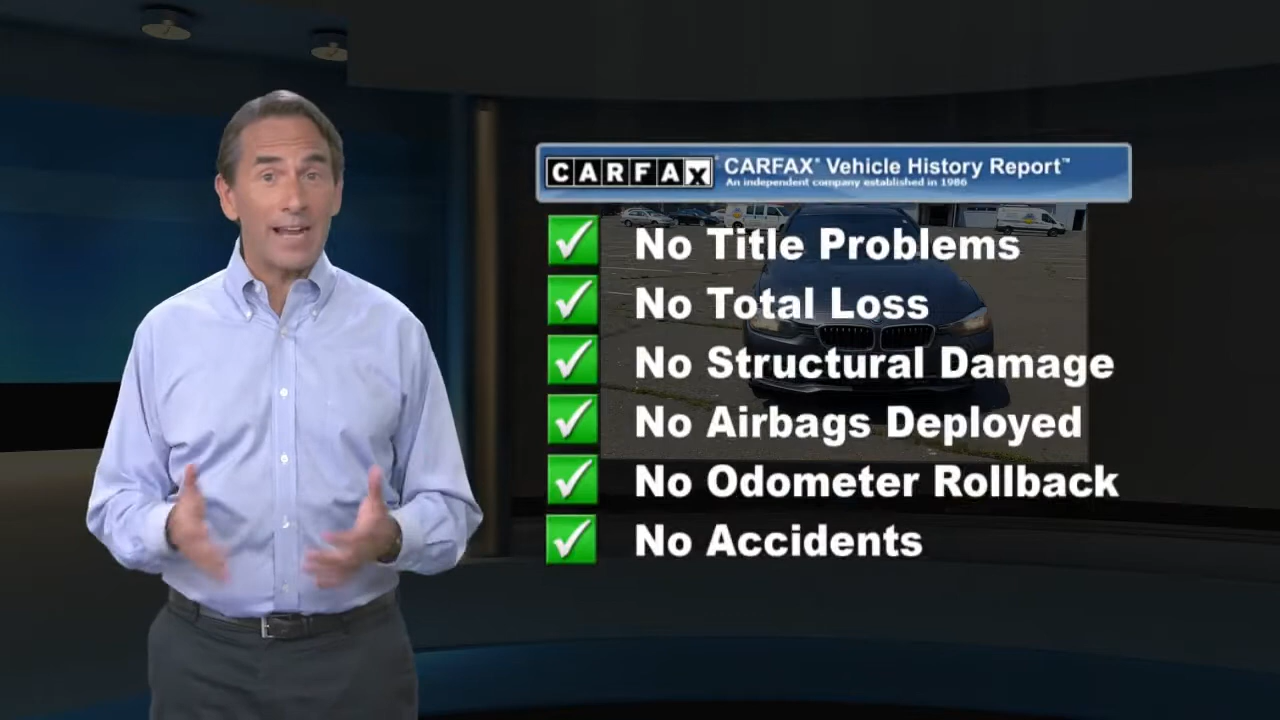 CARFAX CARFAX® Vehicle History Report™
An independent company established in 1986
No Title Problems
No Total Loss
No Structural Damage
No Airbags Deployed
No Odometer Rollback
No Accidents